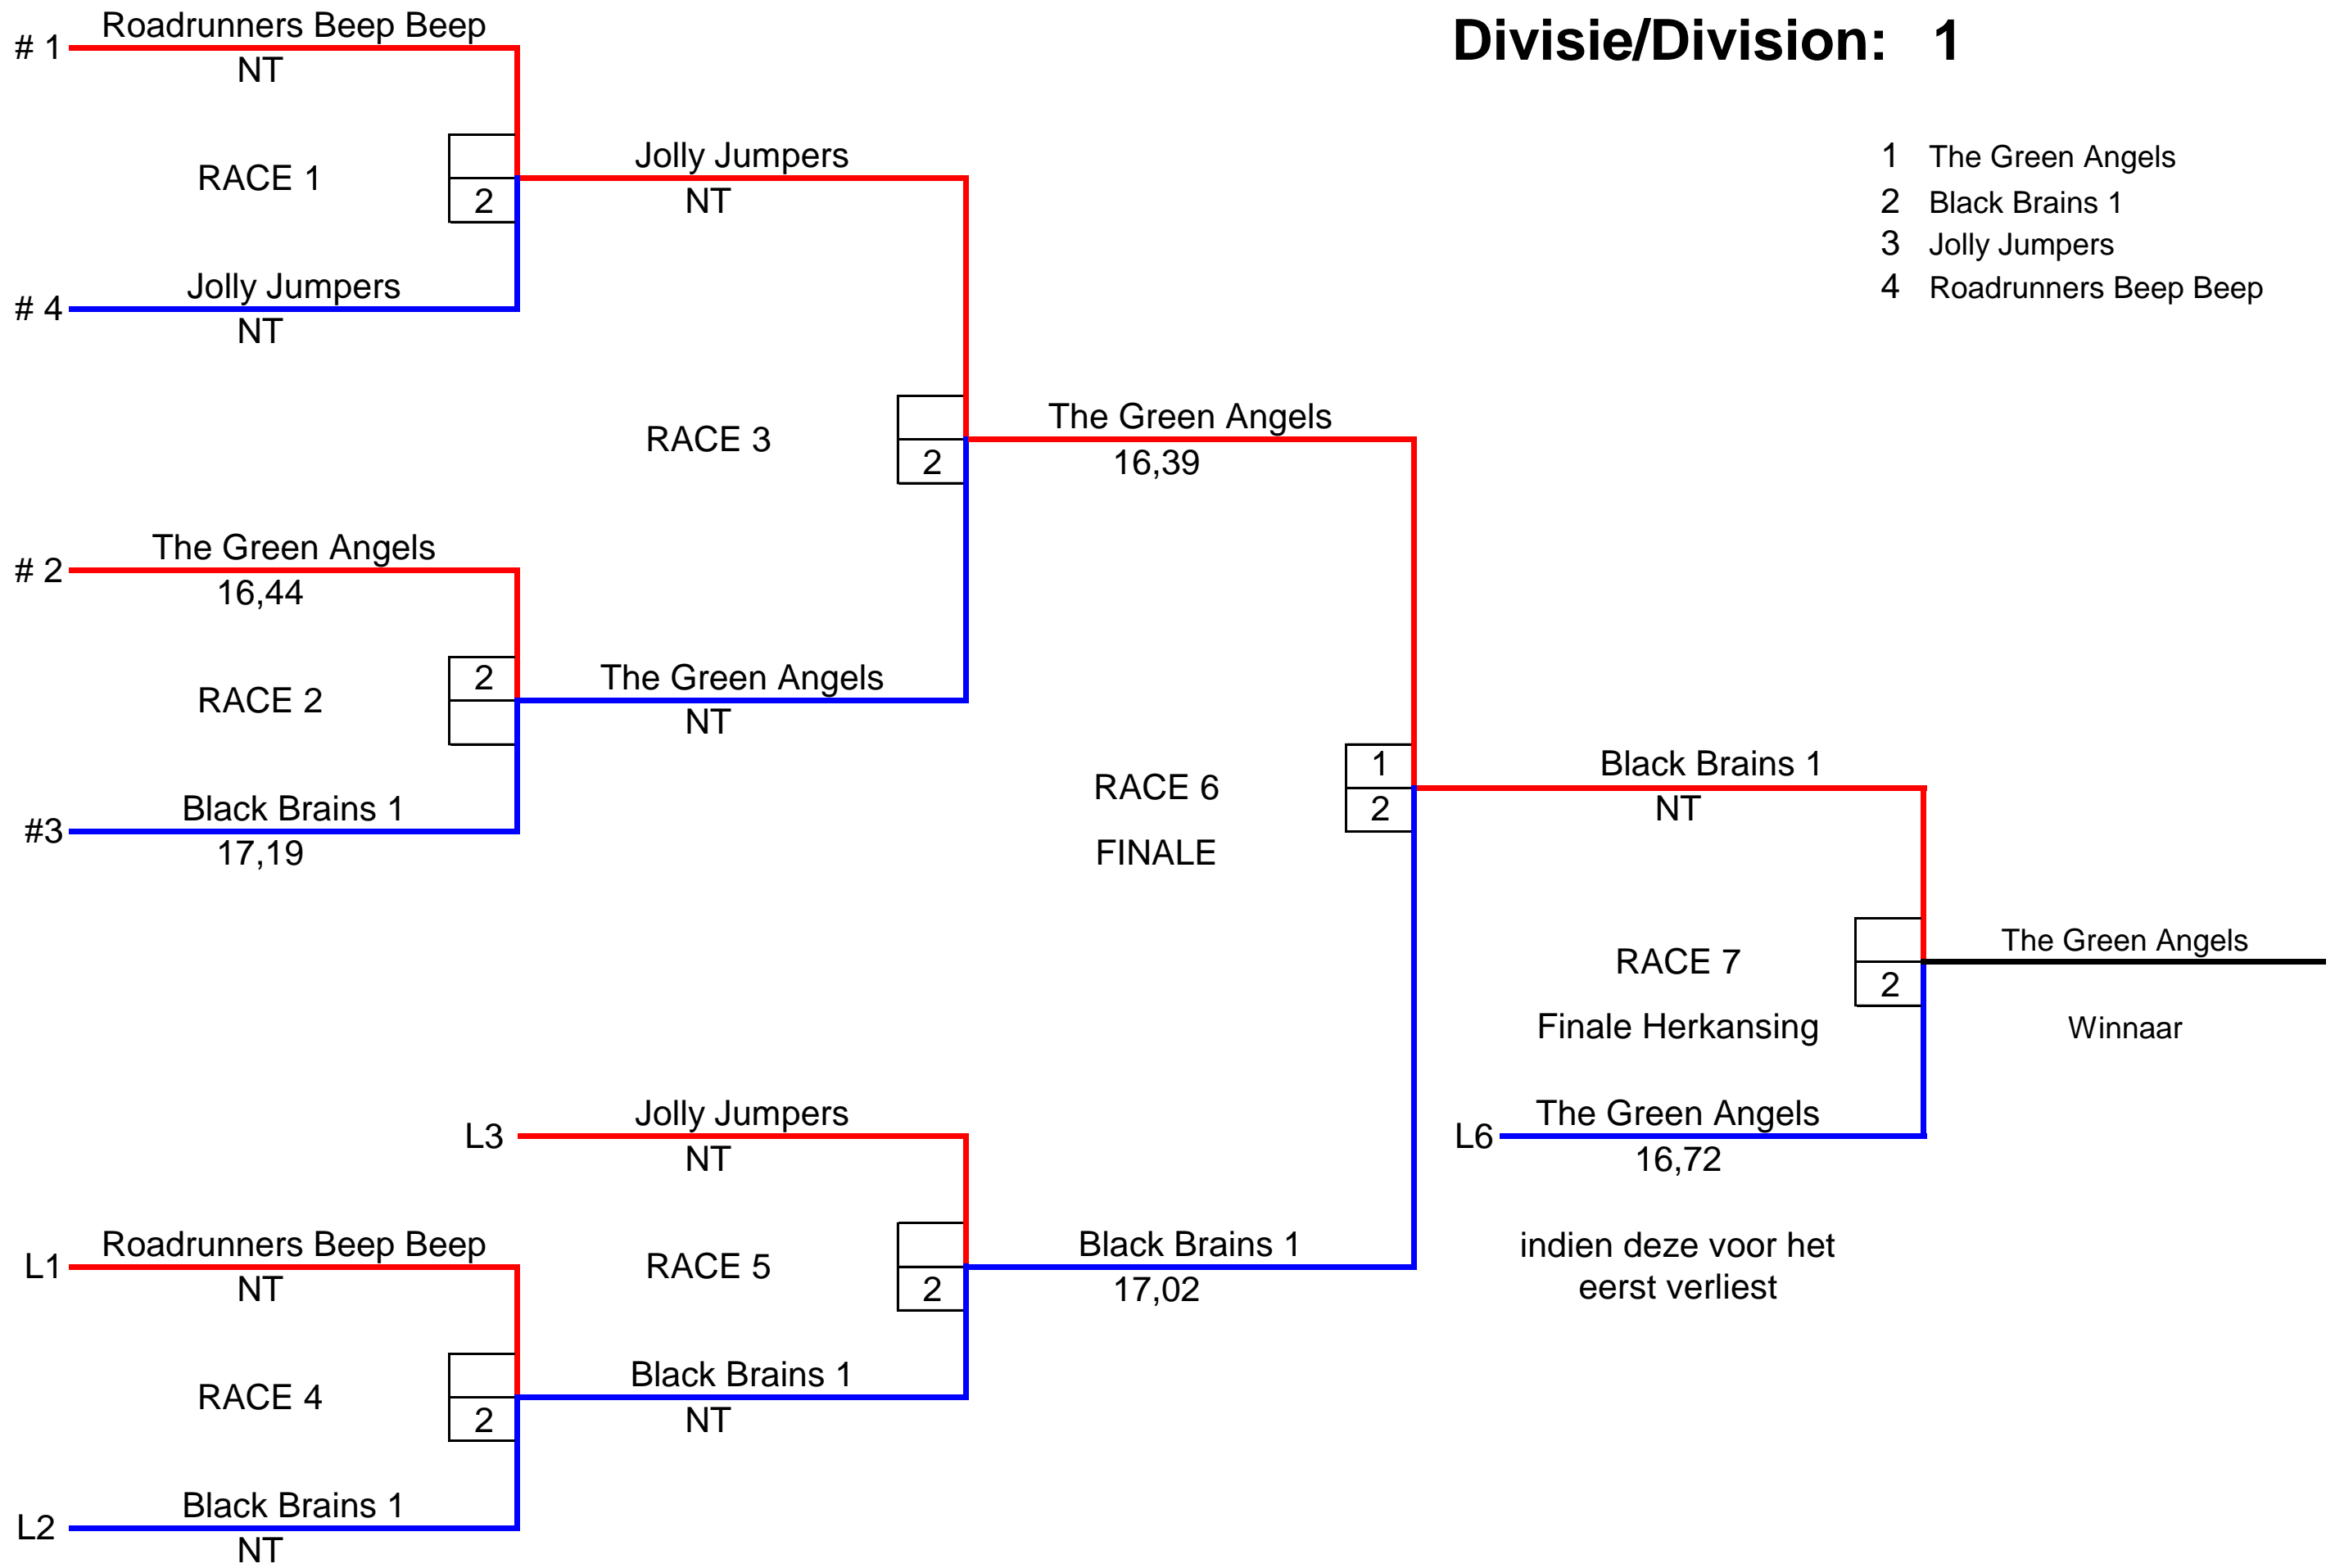 Divisie/Division: 1
1 The Green Angels
2 Black Brains 1
3 Jolly Jumpers
4 Roadrunners Beep Beep
# 1
Roadrunners Beep Beep
NT
RACE 1
2
# 4
Jolly Jumpers
NT
Jolly Jumpers
NT
RACE 3
2
# 2
The Green Angels
16,44
RACE 2
2
#3
Black Brains 1
17,19
The Green Angels
NT
The Green Angels
16,39
RACE 6
FINALE
1
2
Black Brains 1
NT
RACE 7
Finale Herkansing
2
The Green Angels
Winnaar
L6
The Green Angels
16,72
indien deze voor het
eerst verliest
L3
Jolly Jumpers
NT
RACE 5
2
Black Brains 1
17,02
L1
Roadrunners Beep Beep
NT
RACE 4
2
Black Brains 1
NT
L2
Black Brains 1
NT